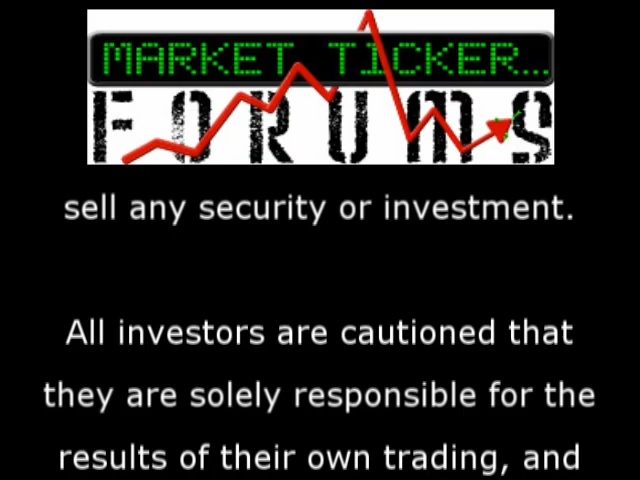 MARKET TICKER...
FORUMS
sell any security or investment.
All investors are cautioned that
they are solely responsible for the
results of their own trading, and